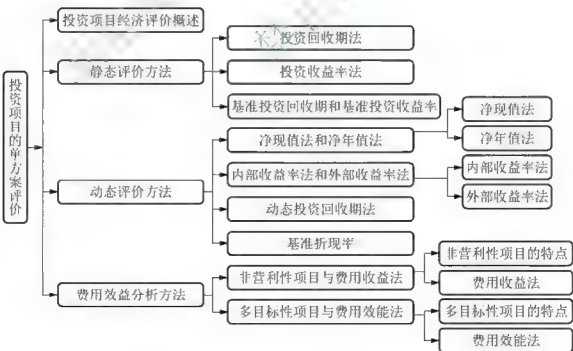 投资项目的单方案评价
投资项目经济评价概述
静态评价方法
投资回收期法
投资收益率法
基准投资回收期和基准投资收益率
动态评价方法
净现值法和净年值法
净现值法
净年值法
内部收益率法和外部收益率法
内部收益率法
外部收益率法
动态投资回收期法
基准折现率
费用效益分析方法
非营利性项目与费用收益法
非营利性项目的特点
费用收益法
多目标性项目与费用效能法
多目标性项目的特点
费用效能法